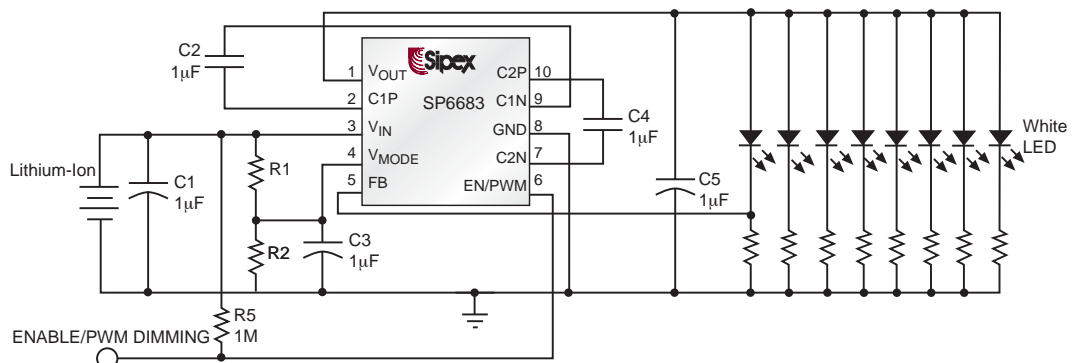 Sipex
SP6683
C2
1μF
1
VOUT
C2P
10
2
C1P
C1N
9
3
VIN
GND
8
4
VMODE
C2N
7
5
FB
EN/PWM
6
C4
1μF
Lithium-Ion
C1
1μF
R1
R2
C3
1μF
C5
1μF
White
LED
R5
1M
ENABLE/PWM DIMMING